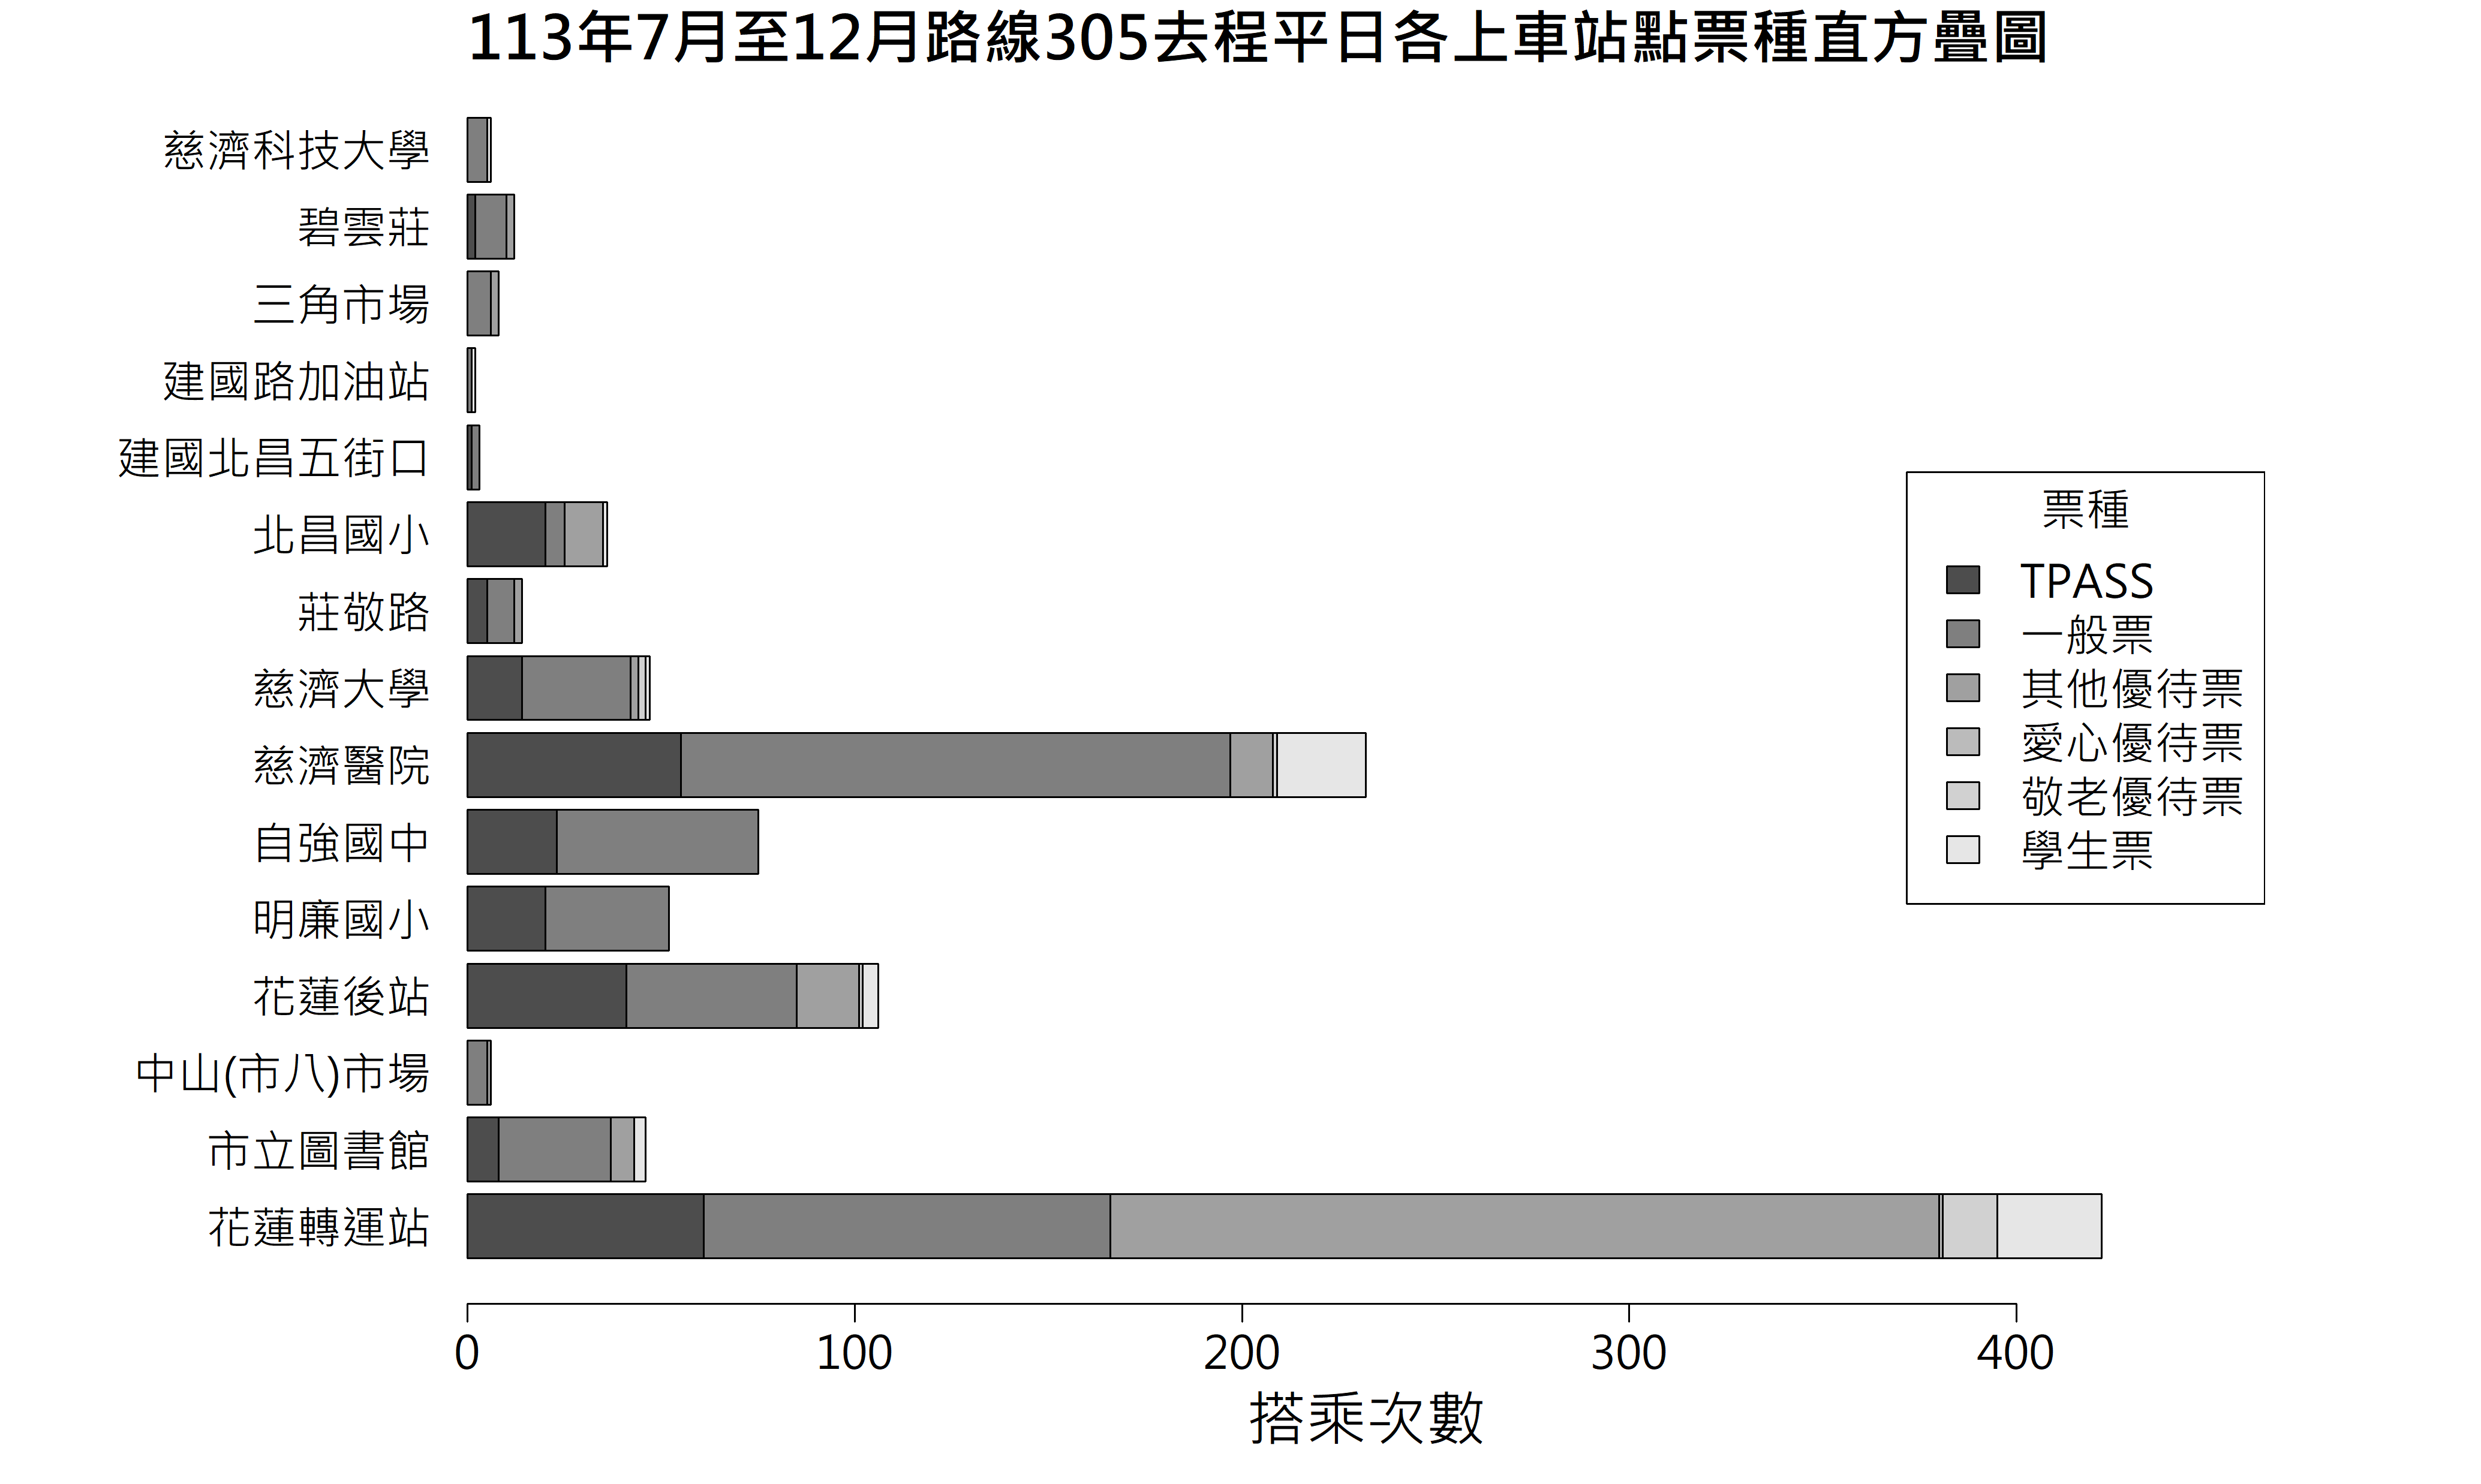 113年7月至12月路線305去程平日各上車站點票種直方疊圖
慈濟科技大學
碧雲莊
三角市場
建國路加油站
建國北昌五街口
北昌國小
莊敬路
慈濟大學
慈濟醫院
自強國中
明廉國小
花蓮後站
中山(市八)市場
市立圖書館
花蓮轉運站
票種
TPASS
一般票
其他優待票
愛心優待票
敬老優待票
學生票
0 100 200 300 400
搭乘次數